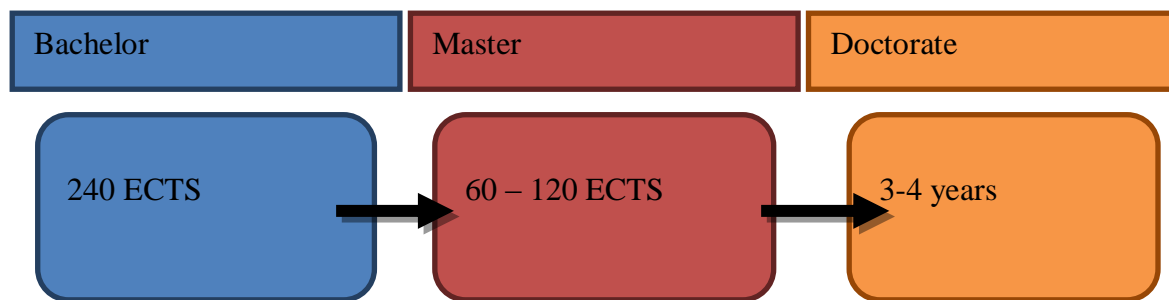 Bachelor
Master
Doctorate
240 ECTS
60 – 120 ECTS
3-4 years